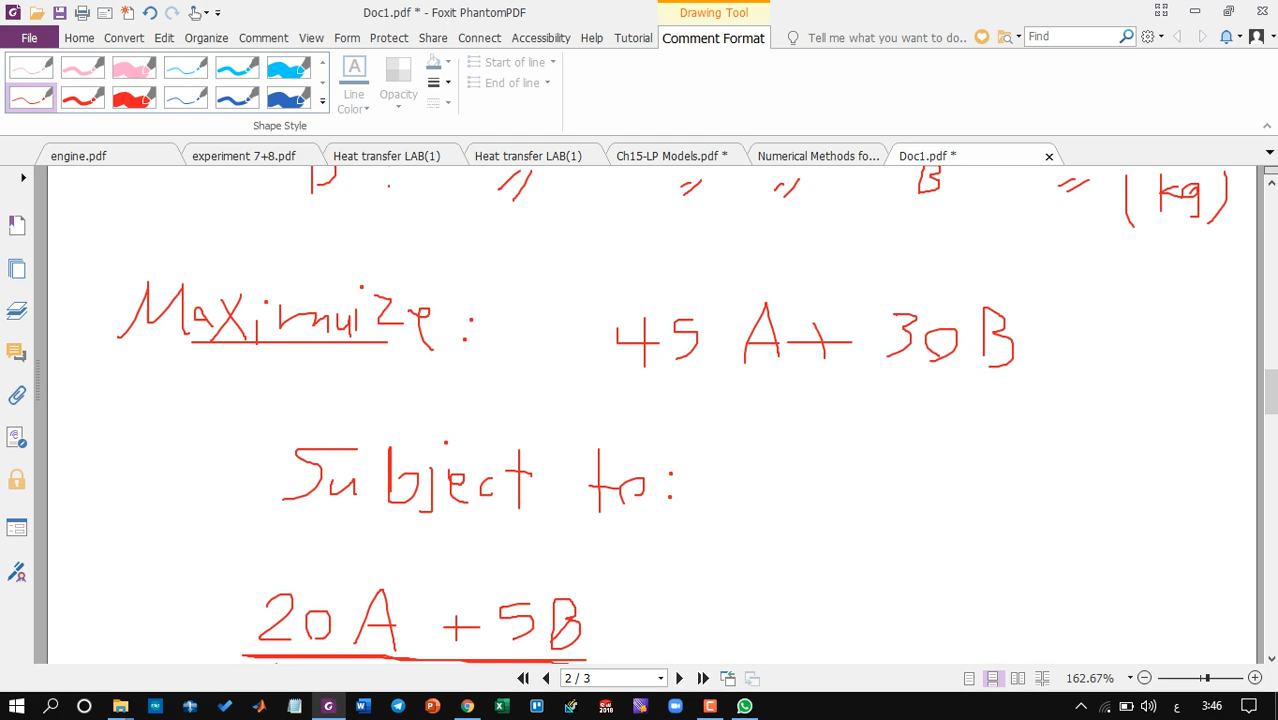 Doc1.pdf * - Foxit PhantomPDF
Drawing Tool
File Home Convert Edit Organize Comment View Form Protect Share Connect Accessibility Help Tutorial Comment Format Tell me what you want to do.. Find
Line Color
Opacity
Start of line
End of line
Shape Style
engine.pdf experiment 7+8.pdf Heat transfer LAB(1) Heat transfer LAB(1) Ch15-LP Models.pdf * Numerical Methods fo... Doc1.pdf *
B (kg)
Maximize : 45 A + 30 B
Subject to :
20 A + 5 B
2 / 3 162.67%
3:46